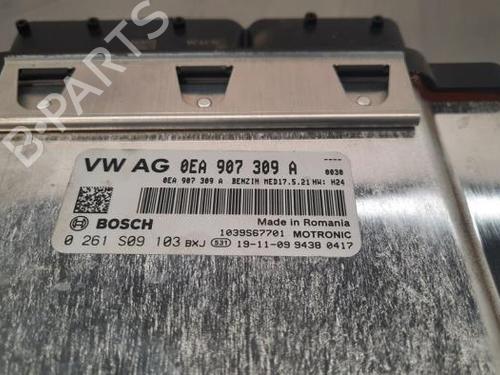 B-PARTS
VW AG 0EA 907 309 A
----
0030
0EA 907 309 A BENZIN MED17.5.21 HW: H24
BOSCH
Made in Romania
1039S67701 MOTRONIC
0 261 S09 103 BXJ 531 19-11-09 9438 0417